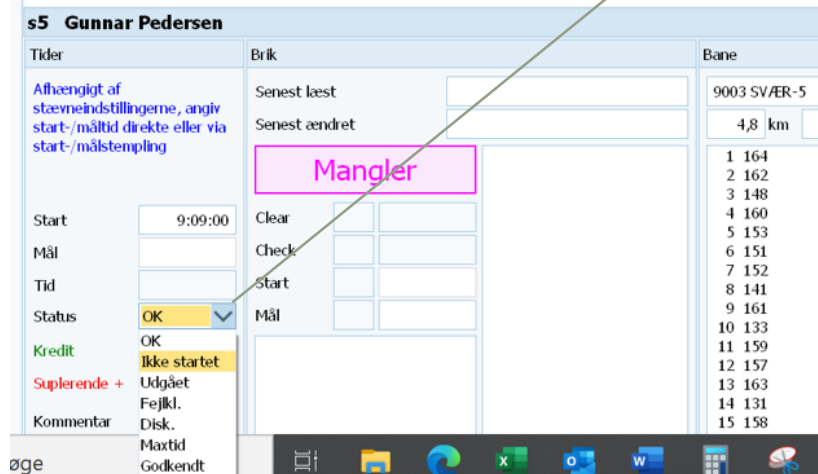 s5 Gunnar Pedersen
Tider
Afhængigt af
stævneindstillingerne, angiv
start-/måltid direkte eller via
start-/målstempling
Start 9:09:00
Mål
Tid
Status OK
OK
Ikke startet
Udgået
Fejlkl.
Disk.
Maxtid
Godkendt
Kredit
Suplerende +
Kommentar
Brik
Senest læst
Senest ændret
Mangler
Clear
Check
Start
Mål
Bane
9003 SVÆR-5
4,8 km
1 164
2 162
3 148
4 160
5 153
6 151
7 152
8 141
9 161
10 133
11 159
12 157
13 163
14 131
15 158
øge